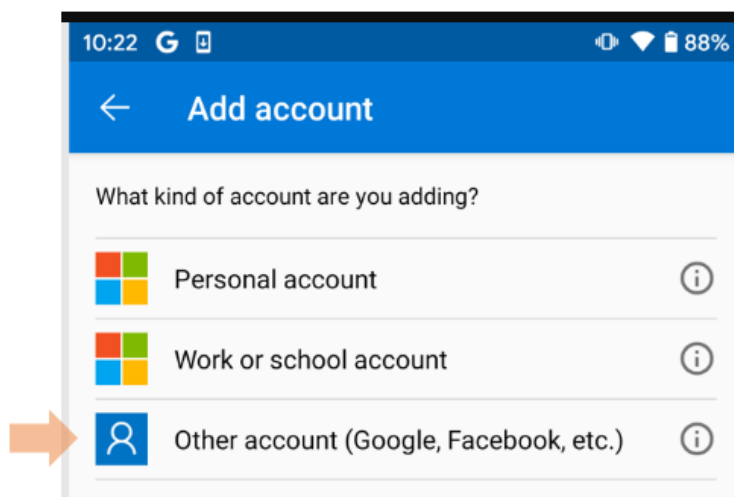 10:22 G 88%
Add account
What kind of account are you adding?
Personal account
Work or school account
Other account (Google, Facebook, etc.)